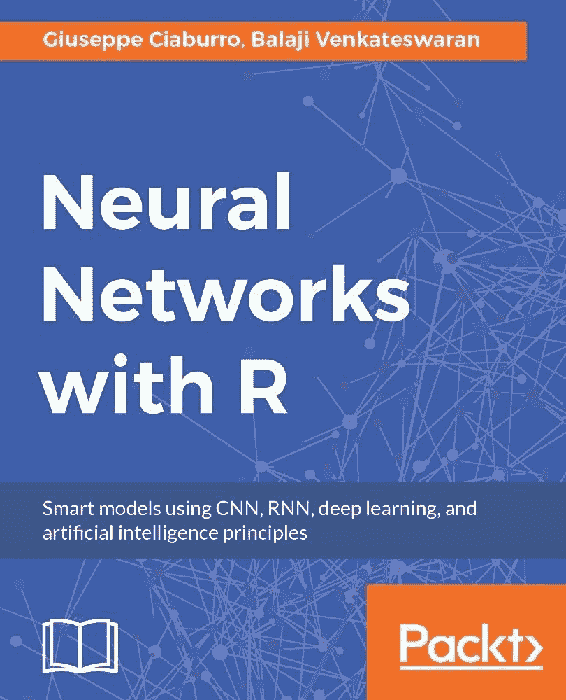 Giuseppe Ciaburro, Balaji Venkateswaran
Neural
Networks
with R
Smart models using CNN, RNN, deep learning, and
artificial intelligence principles
Packt>